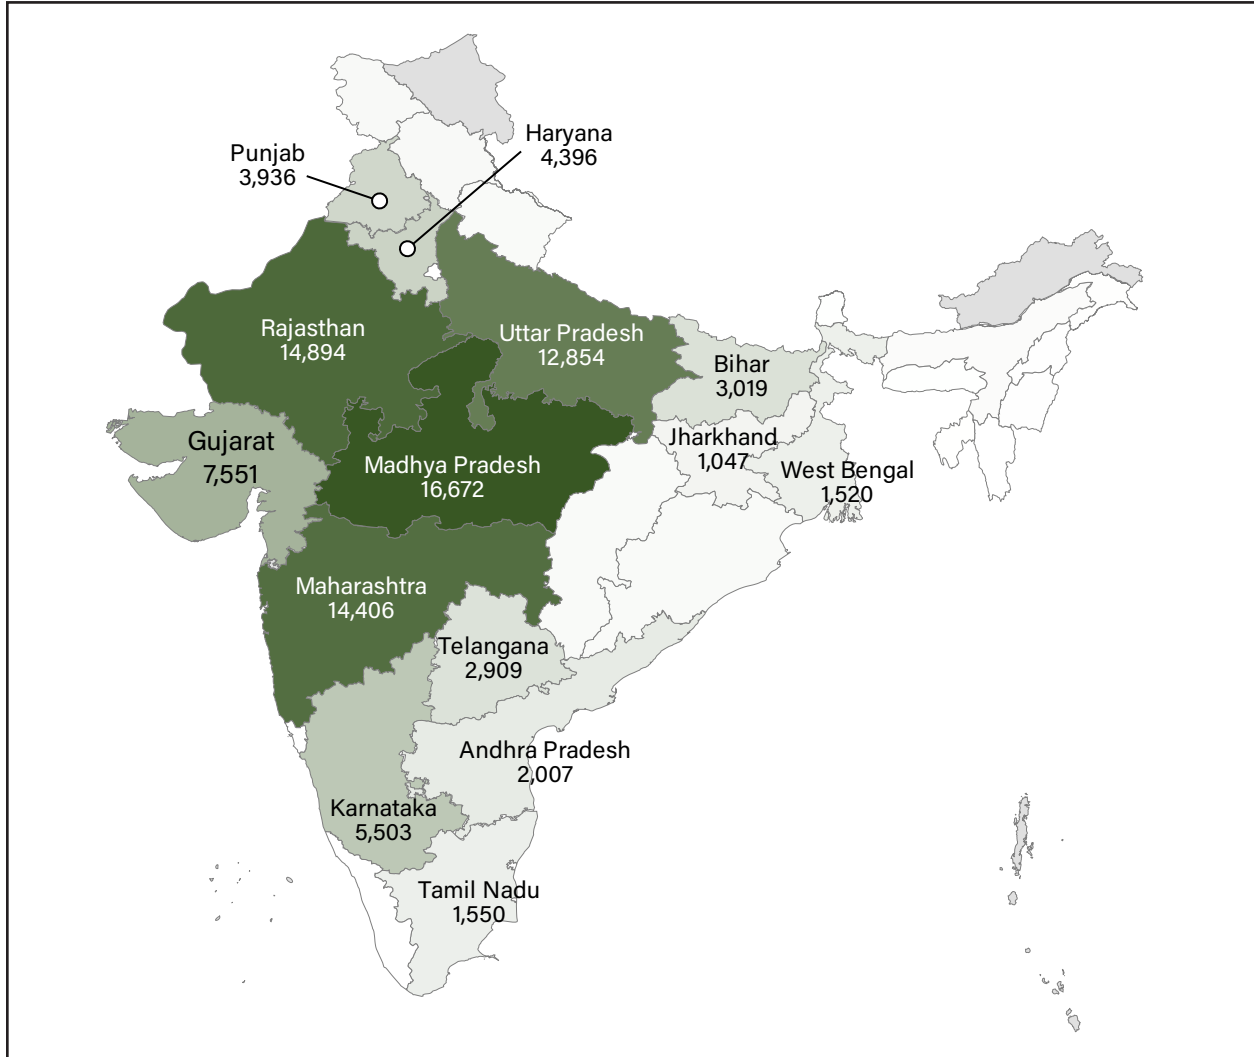 Haryana
4,396
Punjab
3,936
Rajasthan
14,894
Uttar Pradesh
12,854
Bihar
3,019
Gujarat
7,551
Jharkhand
1,047
Madhya Pradesh
16,672
West Bengal
1,520
Maharashtra
14,406
Telangana
2,909
Andhra Pradesh
2,007
Karnataka
5,503
Tamil Nadu
1,550